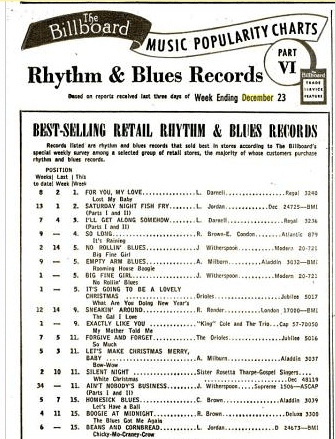 The
Billboard MUSIC POPULARITY CHARTS
PART
VI
Rhythm & Blues Records
The
Billboard
TRADE
SERVICE
FEATURE
Based on reports received last three days of Week Ending December 23
BEST-SELLING RETAIL RHYTHM & BLUES RECORDS
Records listed are rhythm and blues records that sold best in stores according to The Billboard's
special weekly survey among a selected group of retail stores, the majority of whose customers purchase
rhythm and blues records.
POSITION
Weeks| Last | This
to date| Week |Week
8 2 1. FOR YOU, MY LOVE L. Darnell Regal 3240
Lost My Baby
13 1 2. SATURDAY NIGHT FISH FRY L. Jordan Dec 24725—BMI
(Parts I and II)
7 4 3. I'LL GET ALONG SOMEHOW L. Darnell Regal 3236
(Parts I and II)
9 — 4. SO LONG R. Brown-E. Condon Atlantic 879
It's Raining
2 14 5. NO ROLLIN' BLUES J. Witherspoon Modern 20-721
Big Fine Girl
9 — 5. EMPTY ARM BLUES A. Milburn Aladdin 3032—BMI
Rooming House Boogie
1 — 5. BIG FINE GIRL J. Witherspoon Modern 20-721
No Rollin' Blues
1 — 5. IT'S GOING TO BE A LOVELY
CHRISTMAS Orioles Jubilee 5017
What Are You Doing New Year's
12 14 9. SNEAKIN' AROUND R. Render London 17000—BMI
The Gal I Love
1 — 9. EXACTLY LIKE YOU "King" Cole and the Trio Cap 57-70050
My Mother Told Me
3 5 11. FORGIVE AND FORGET The Orioles Jubilee 5016
So Much
3 3 11. LET'S MAKE CHRISTMAS MERRY,
BABY A. Milburn Aladdin 3037
Bow-Wow
2 10 11. SILENT NIGHT Sister Rosetta Tharpe-Gospel Singers
White Christmas Dec 48119
34 — 11. AIN'T NOBODY'S BUSINESS J. Witherspoon Supreme 1506—ASCAP
(Parts I and II)
8 7 15. HOMESICK BLUES C. Brown Aladdin 3039
Let's Have a Ball
4 11 15. BOOGIE AT MIDNIGHT R. Brown DeLuxe 3300
The Blues Got Me Again
6 — 15. BEANS AND CORNBREAD L. Jordan D 24673—BMI
Chicky-Mo-Craney-Crow